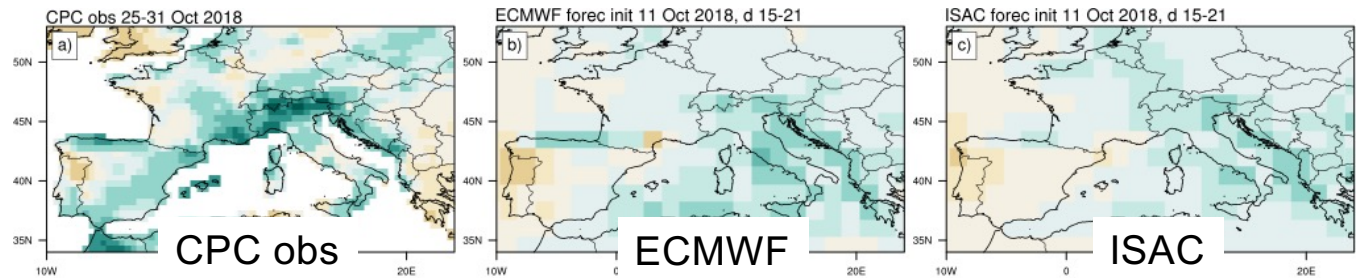 CPC obs 25-31 Oct 2018
a)
50N
45N
40N
35N
10W
20E
CPC obs
ECMWF forec init 11 Oct 2018, d 15-21
b)
50N
45N
40N
35N
10W
0
20E
ECMWF
ISAC forec init 11 Oct 2018, d 15-21
c)
50N
45N
40N
35N
10W
0
20E
ISAC